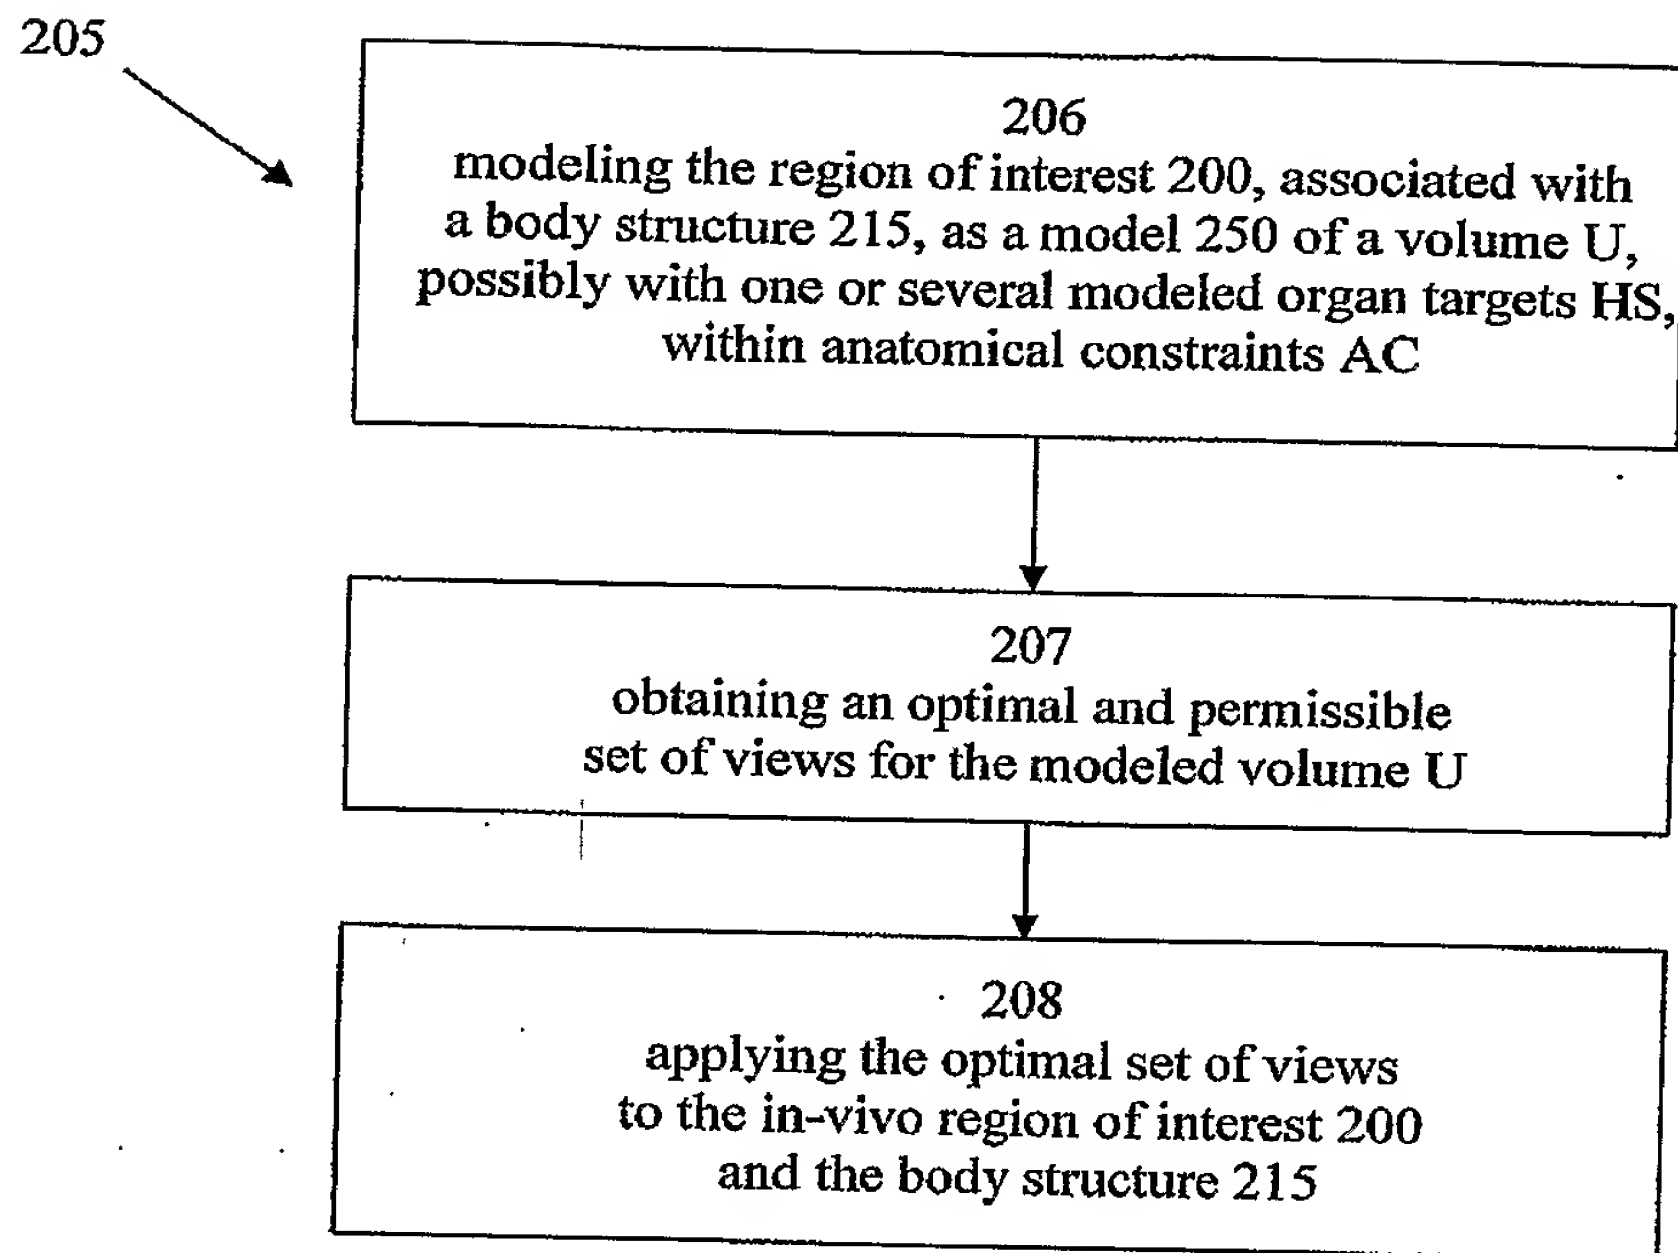 205
206
modeling the region of interest 200, associated with
a body structure 215, as a model 250 of a volume U,
possibly with one or several modeled organ targets HS,
within anatomical constraints AC
207
obtaining an optimal and permissible
set of views for the modeled volume U
208
applying the optimal set of views
to the in-vivo region of interest 200
and the body structure 215